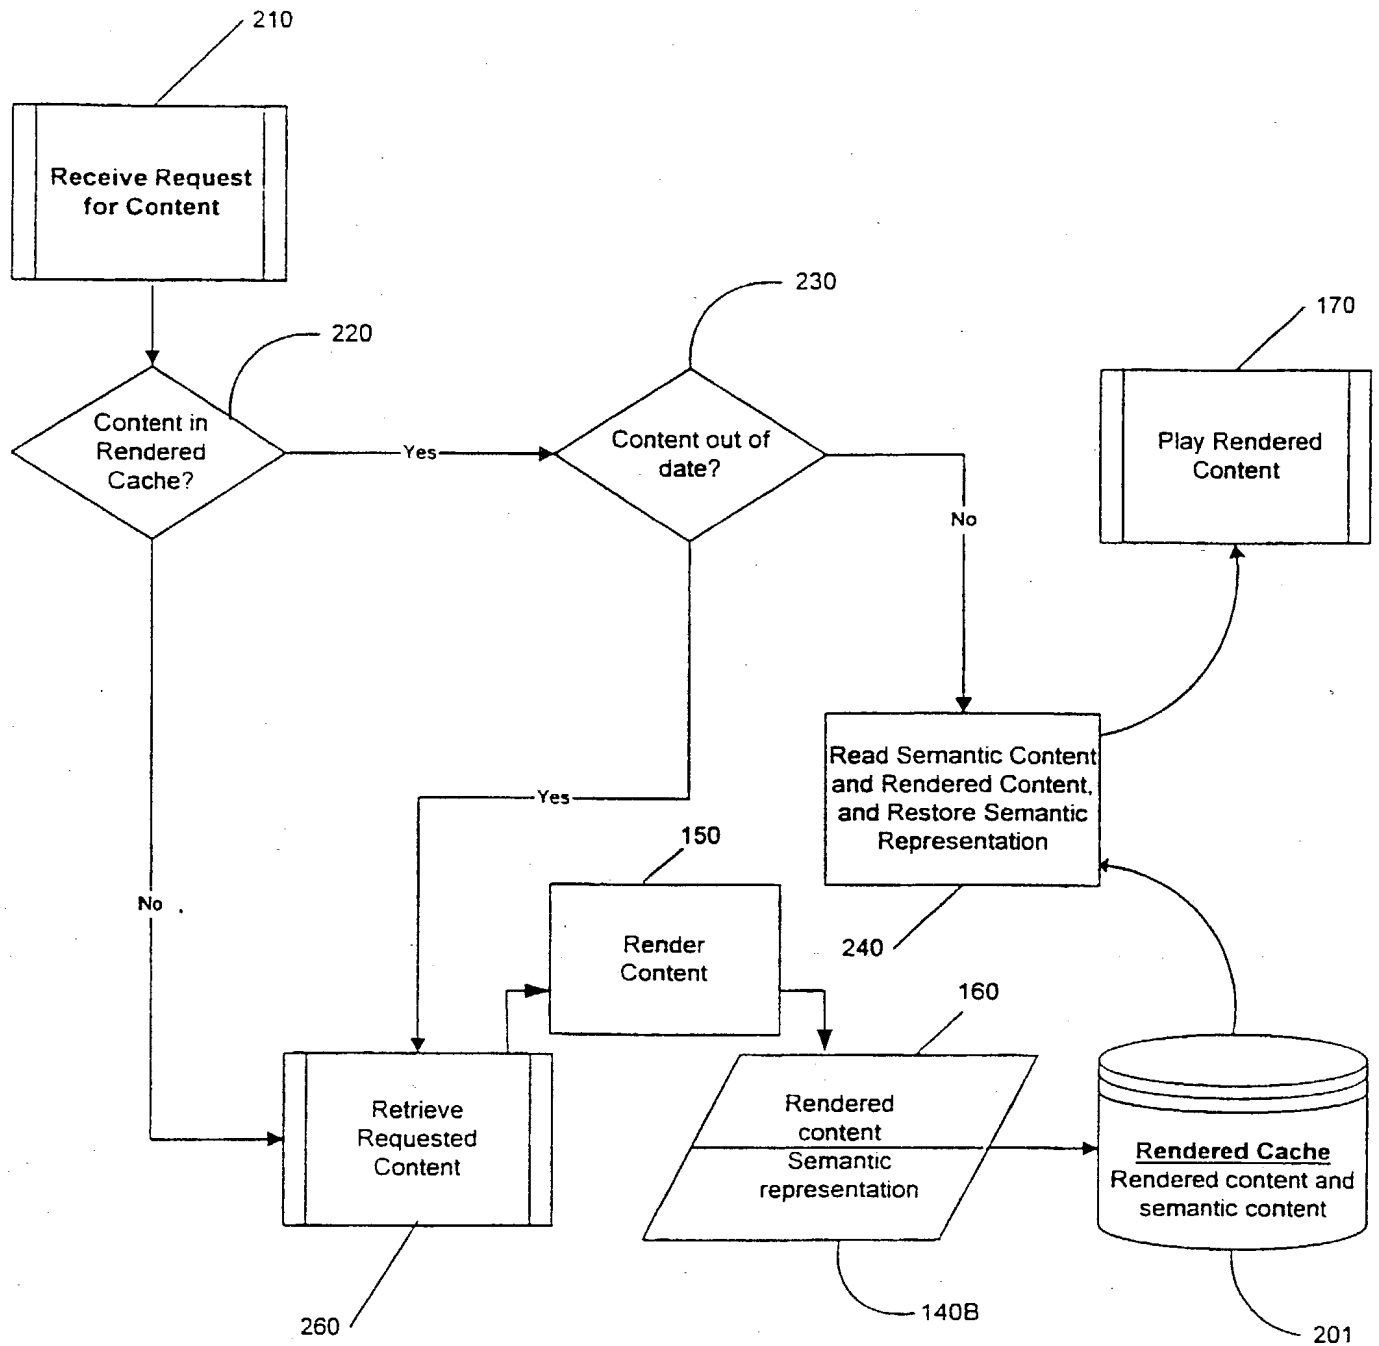 210
Receive Request
for Content
220
Content in
Rendered
Cache?
Yes
230
Content out of
date?
No
170
Play Rendered
Content
Read Semantic Content
and Rendered Content,
and Restore Semantic
Representation
240
Yes
No
150
Render
Content
160
Retrieve
Requested
Content
260
Rendered
content
Semantic
representation
140B
Rendered Cache
Rendered content and
semantic content
201